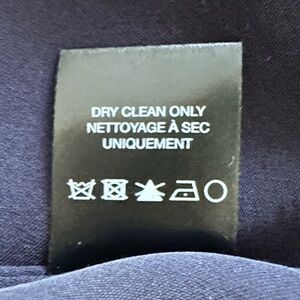 DRY CLEAN ONLY
NETTOYAGE À SEC
UNIQUEMENT